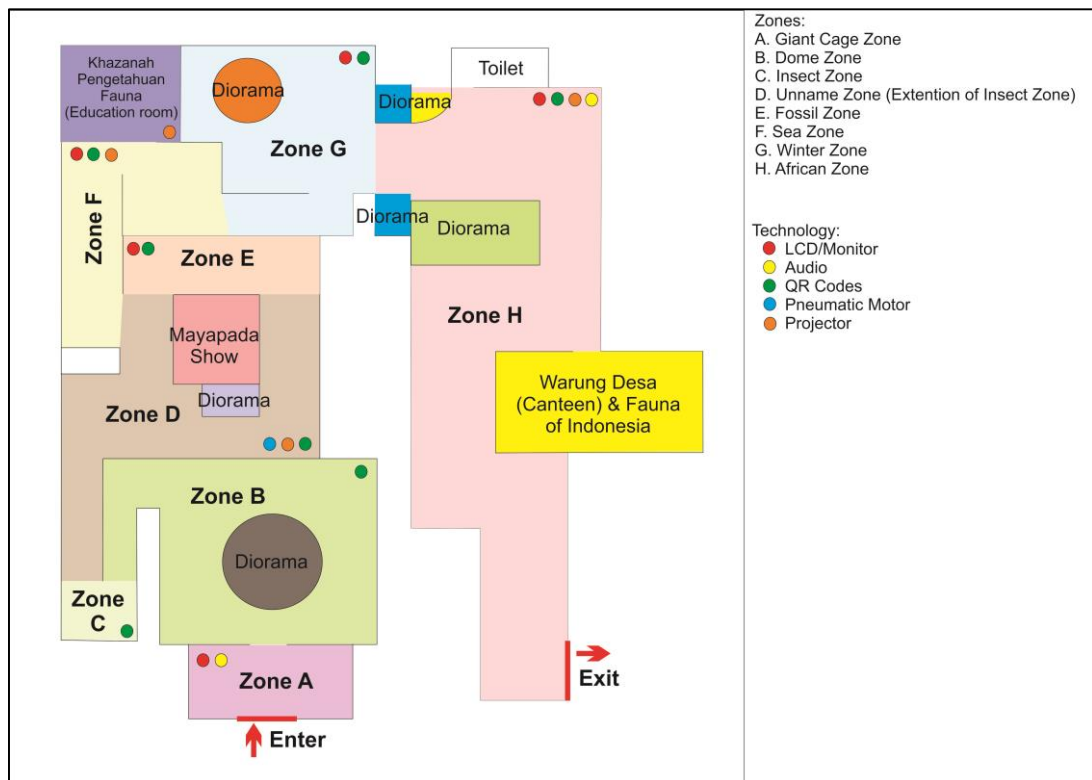 Khazanah
Pengetahuan
Fauna
(Education room)
Diorama
Zone G
Diorama
Toilet
Zone F
Diorama
Diorama
Zone E
Zone H
Mayapada
Show
Diorama
Zone D
Warung Desa
(Canteen) & Fauna
of Indonesia
Zone B
Diorama
Zone
C
Zone A
Exit
Enter
Zones:
A. Giant Cage Zone
B. Dome Zone
C. Insect Zone
D. Unname Zone (Extention of Insect Zone)
E. Fossil Zone
F. Sea Zone
G. Winter Zone
H. African Zone
Technology:
LCD/Monitor
Audio
QR Codes
Pneumatic Motor
Projector